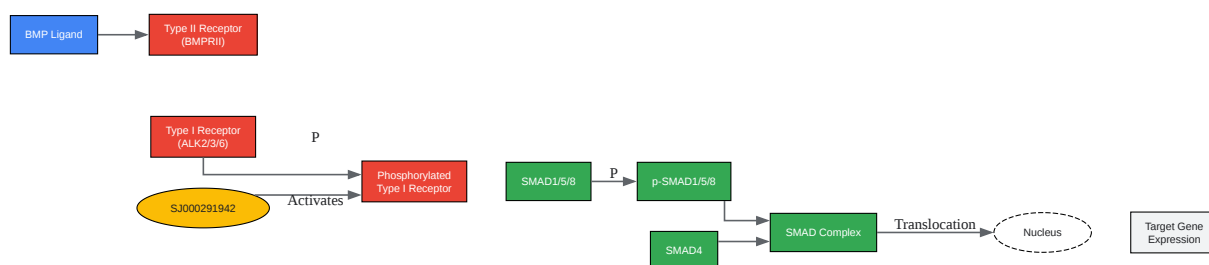 BMP Ligand
Type II Receptor
(BMPRII)
Type I Receptor
(ALK2/3/6)
P
Phosphorylated
Type I Receptor
SJ000291942
Activates
SMAD1/5/8
P
p-SMAD1/5/8
SMAD4
SMAD Complex
Translocation
Nucleus
Target Gene
Expression